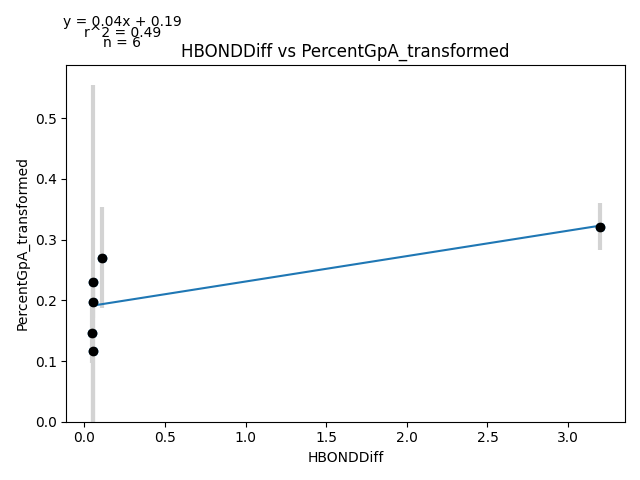 y = 0.04x + 0.19
r^2 = 0.49
n = 6
HBONDDiff vs PercentGpA_transformed
PercentGpA_transformed
0.5
0.4
0.3
0.2
0.1
0.0
0.0 0.5 1.0 1.5 2.0 2.5 3.0
HBONDDiff